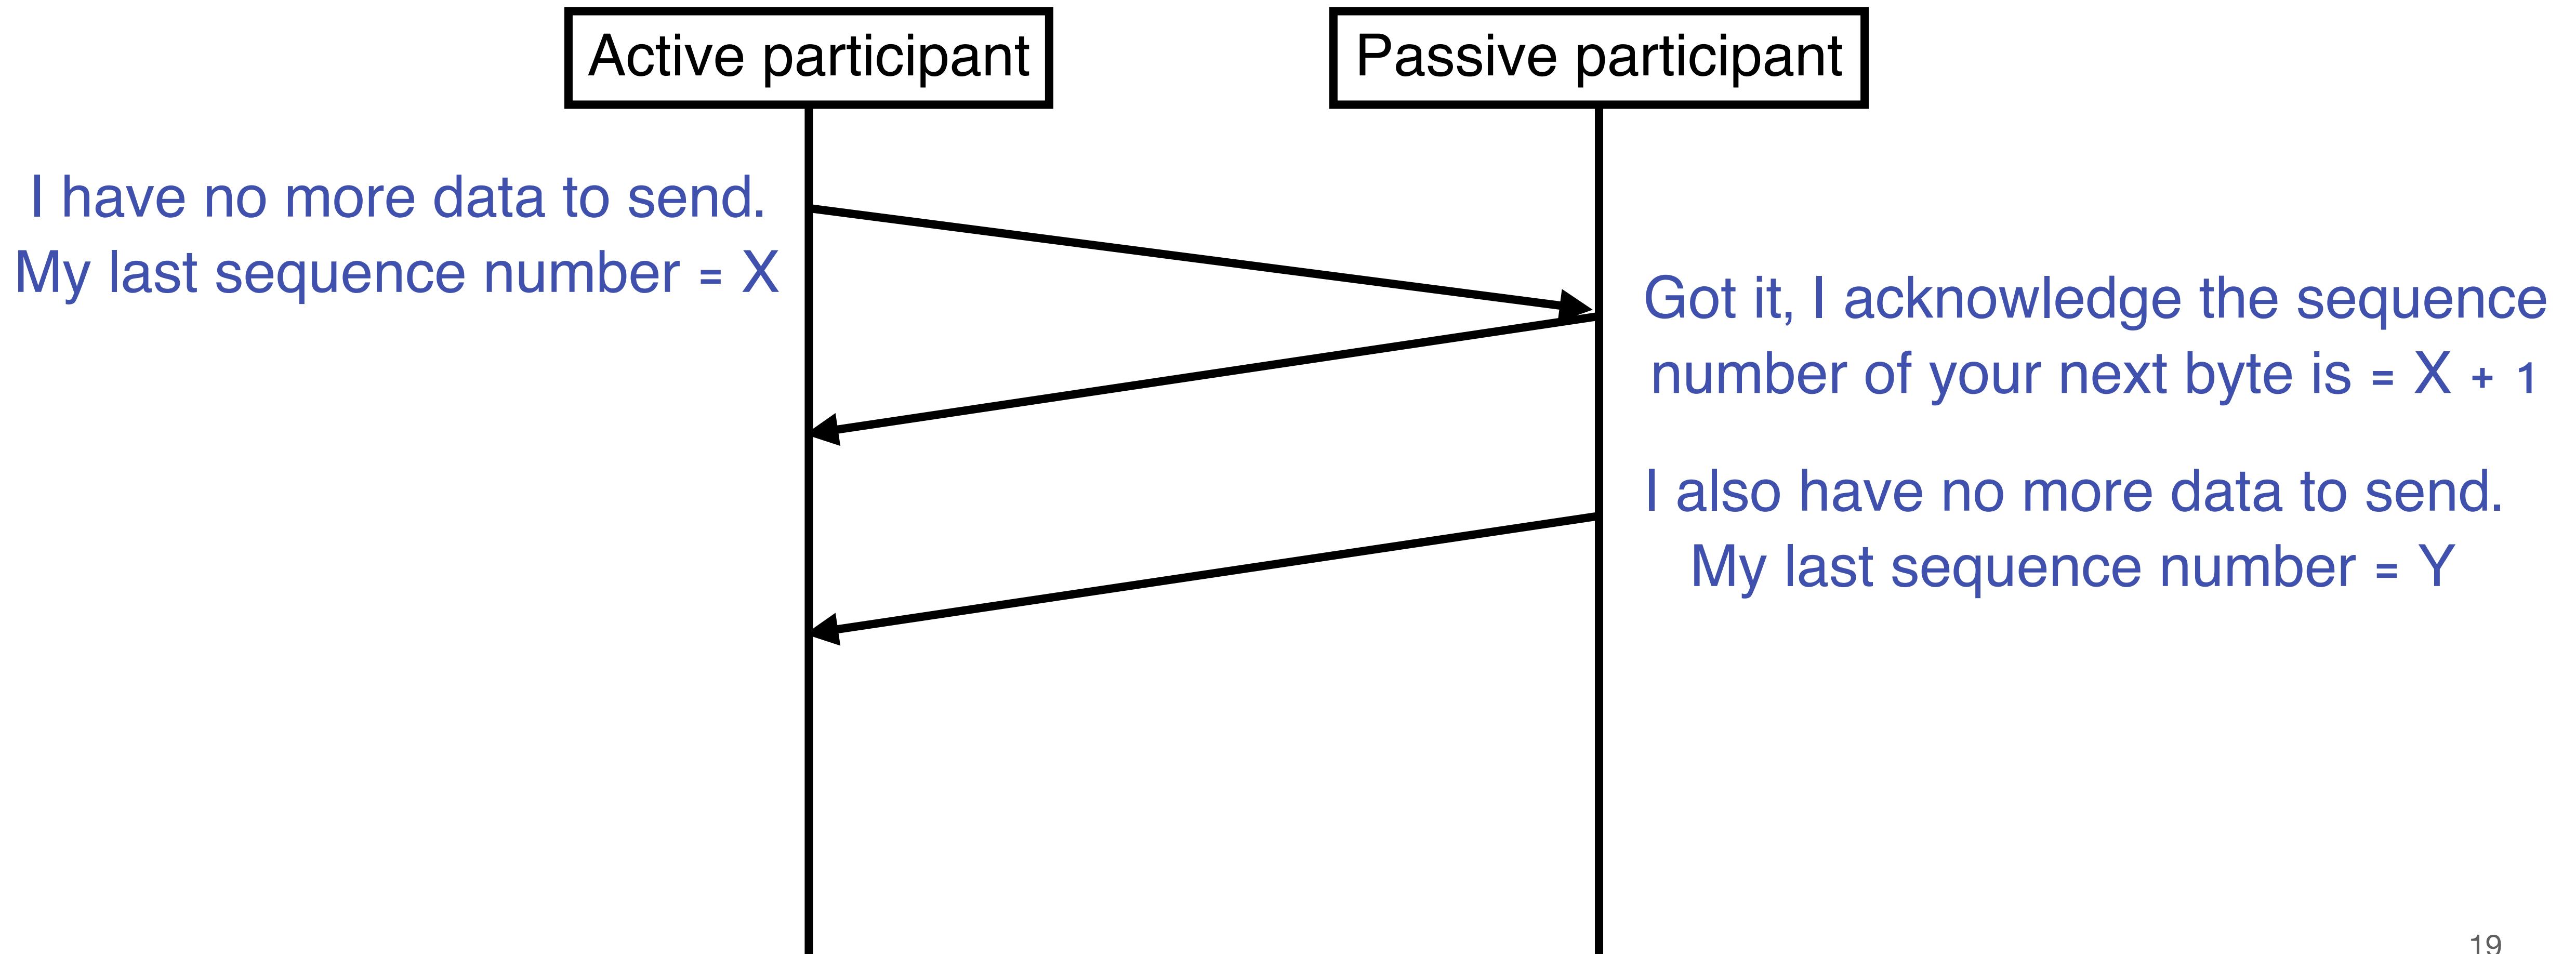 Active participant
Passive participant
I have no more data to send.
My last sequence number = X
Got it, I acknowledge the sequence
number of your next byte is = X + 1
I also have no more data to send.
My last sequence number = Y
19